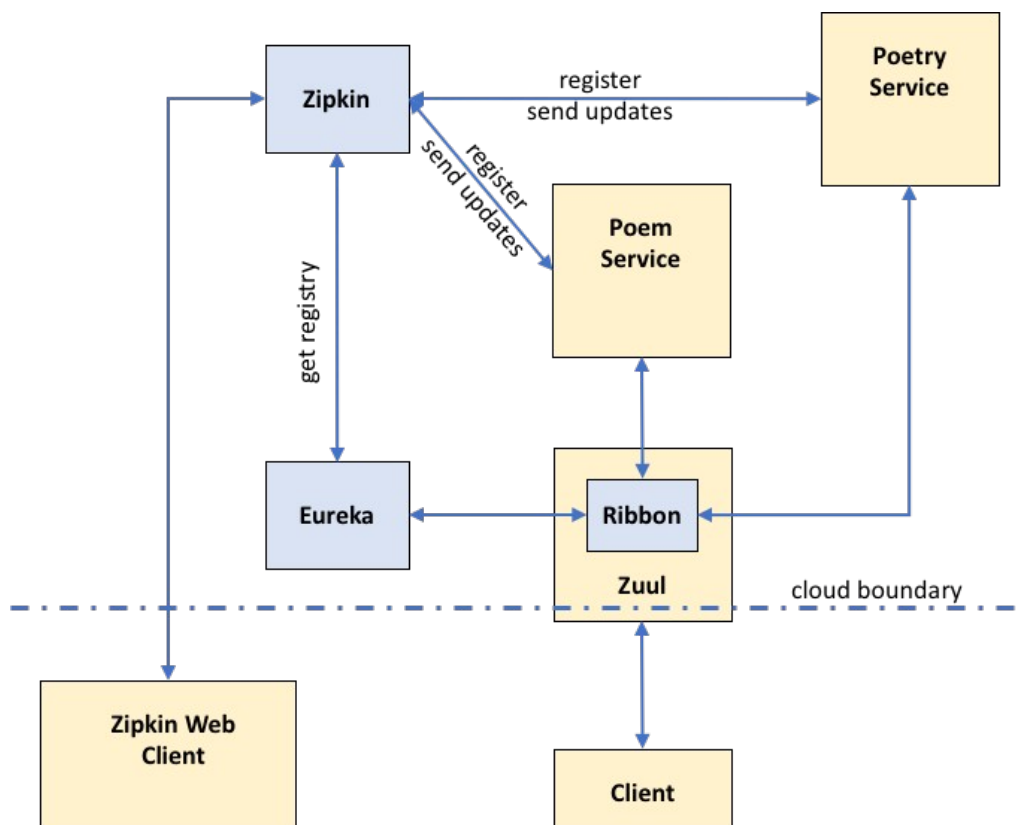 Poetry
Service
Zipkin
register
send updates
register
send updates
Poem
Service
get registry
Eureka
Ribbon
Zuul
cloud boundary
Zipkin Web
Client
Client